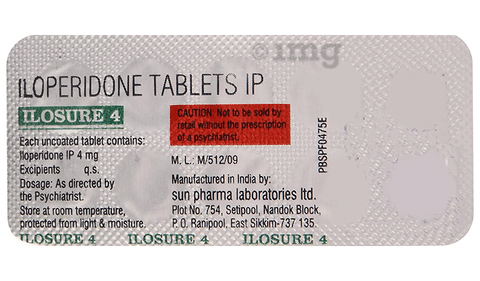 1mg
ILOPERIDONE TABLETS IP
ILOSURE 4
Each uncoated tablet contains:
Iloperidone IP 4 mg
Excipients q.s.
Dosage: As directed by
the Psychiatrist.
Store at room temperature,
protected from light & moisture.
CAUTION: Not to be sold by
retail without the prescription
of a psychiatrist.
M. L.: M/512/09
Manufactured in India by:
sun pharma laboratories ltd.
Plot No. 754, Setipool, Nandok Block,
P. O. Ranipool, East Sikkim-737 135.
PBSPF0475E
ILOSURE 4 ILOSURE 4 ILOSURE 4